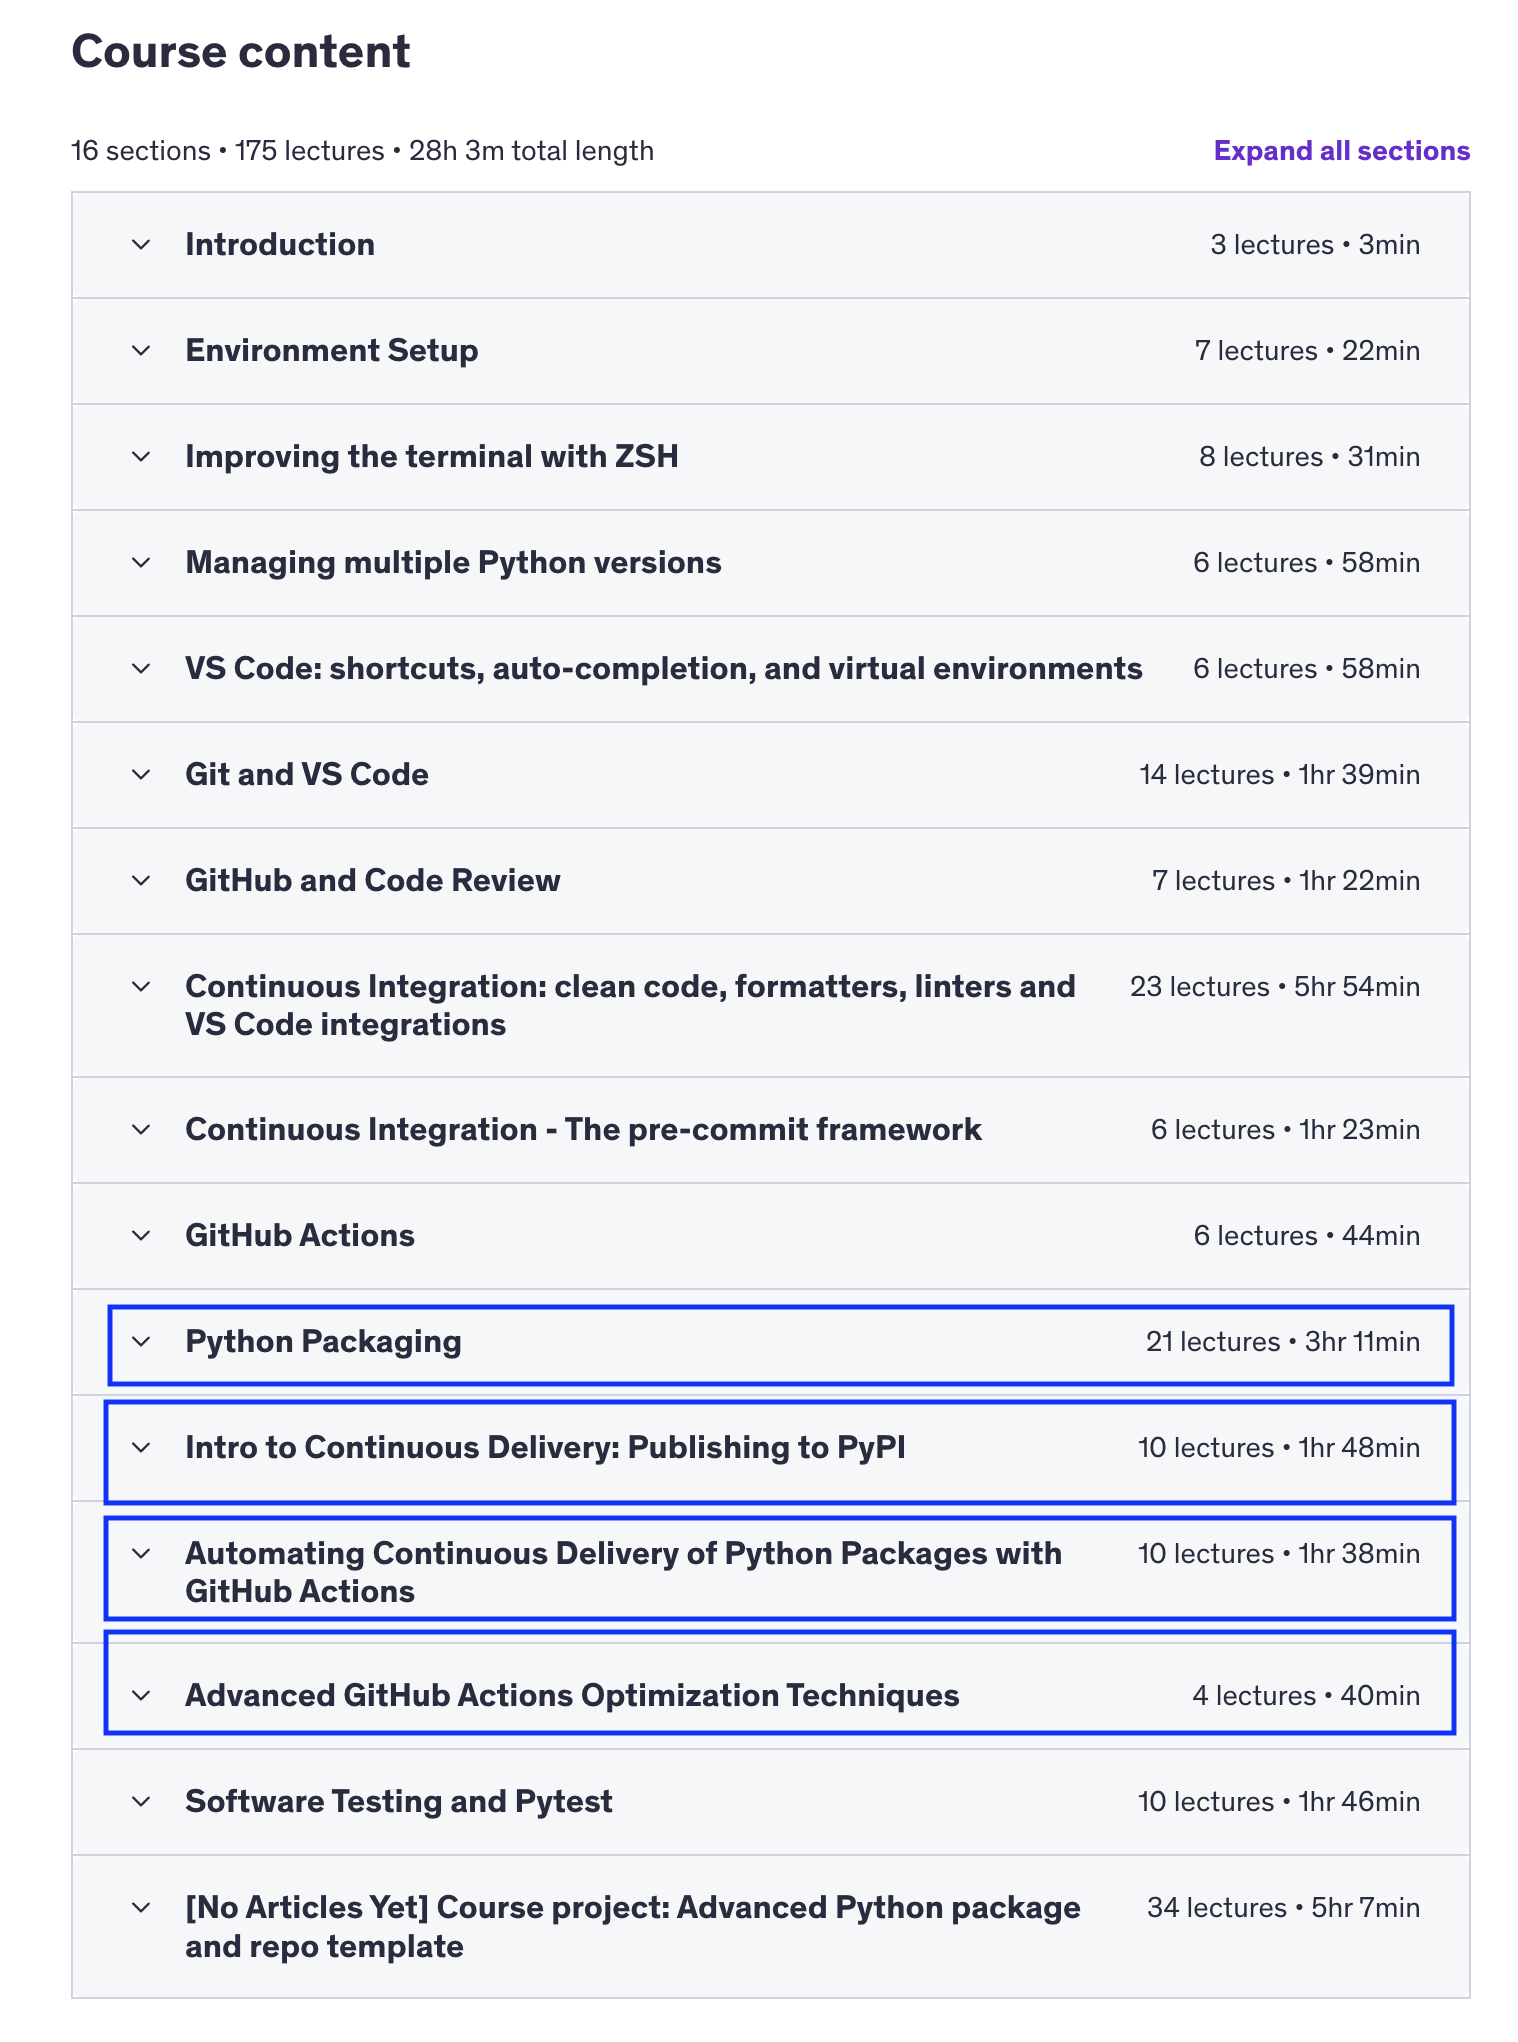 Course content
16 sections • 175 lectures • 28h 3m total length
Expand all sections
Introduction
3 lectures • 3min
Environment Setup
7 lectures • 22min
Improving the terminal with ZSH
8 lectures • 31min
Managing multiple Python versions
6 lectures • 58min
VS Code: shortcuts, auto-completion, and virtual environments
6 lectures • 58min
Git and VS Code
14 lectures • 1hr 39min
GitHub and Code Review
7 lectures • 1hr 22min
Continuous Integration: clean code, formatters, linters and
VS Code integrations
23 lectures • 5hr 54min
Continuous Integration - The pre-commit framework
6 lectures • 1hr 23min
GitHub Actions
6 lectures • 44min
Python Packaging
21 lectures • 3hr 11min
Intro to Continuous Delivery: Publishing to PyPI
10 lectures • 1hr 48min
Automating Continuous Delivery of Python Packages with
GitHub Actions
10 lectures • 1hr 38min
Advanced GitHub Actions Optimization Techniques
4 lectures • 40min
Software Testing and Pytest
10 lectures • 1hr 46min
[No Articles Yet] Course project: Advanced Python package
and repo template
34 lectures • 5hr 7min